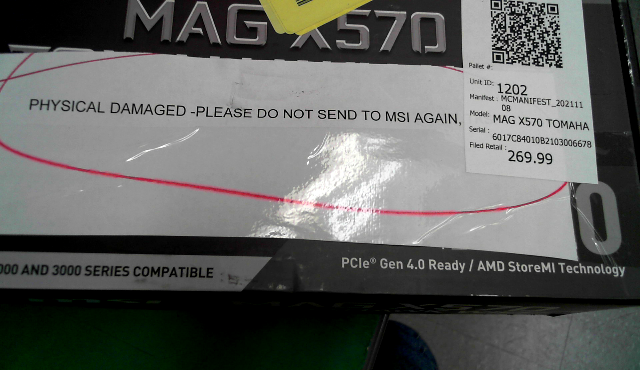 MAG X570
PHYSICAL DAMAGED -PLEASE DO NOT SEND TO MSI AGAIN,
Pallet #:
Unit ID: 1202
Manifest : MCMANIFEST_202111
08
Model: MAG X570 TOMAHA
Serial : 6017C84010B2103006678
Filed Retail : 269.99
000 AND 3000 SERIES COMPATIBLE
PCIe® Gen 4.0 Ready / AMD StoreMI Technology